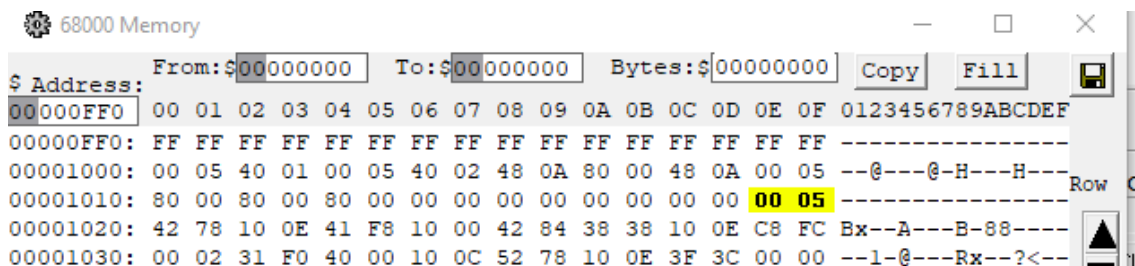 68000 Memory
$ Address: From:$00000000 To:$00000000 Bytes:$00000000 Copy Fill
00000FF0 00 01 02 03 04 05 06 07 08 09 0A 0B 0C 0D 0E 0F 0123456789ABCDEF
00000FF0: FF FF FF FF FF FF FF FF FF FF FF FF FF FF FF FF ----------------
00001000: 00 05 40 01 00 05 40 02 48 0A 80 00 48 0A 00 05 --@---@-H---H---
Row
00001010: 80 00 80 00 80 00 00 00 00 00 00 00 00 00 00 05 ----------------
00001020: 42 78 10 0E 41 F8 10 00 42 84 38 38 10 0E C8 FC Bx--A---B-88----
00001030: 00 02 31 F0 40 00 10 0C 52 78 10 0E 3F 3C 00 00 --1-@---Rx--?<--